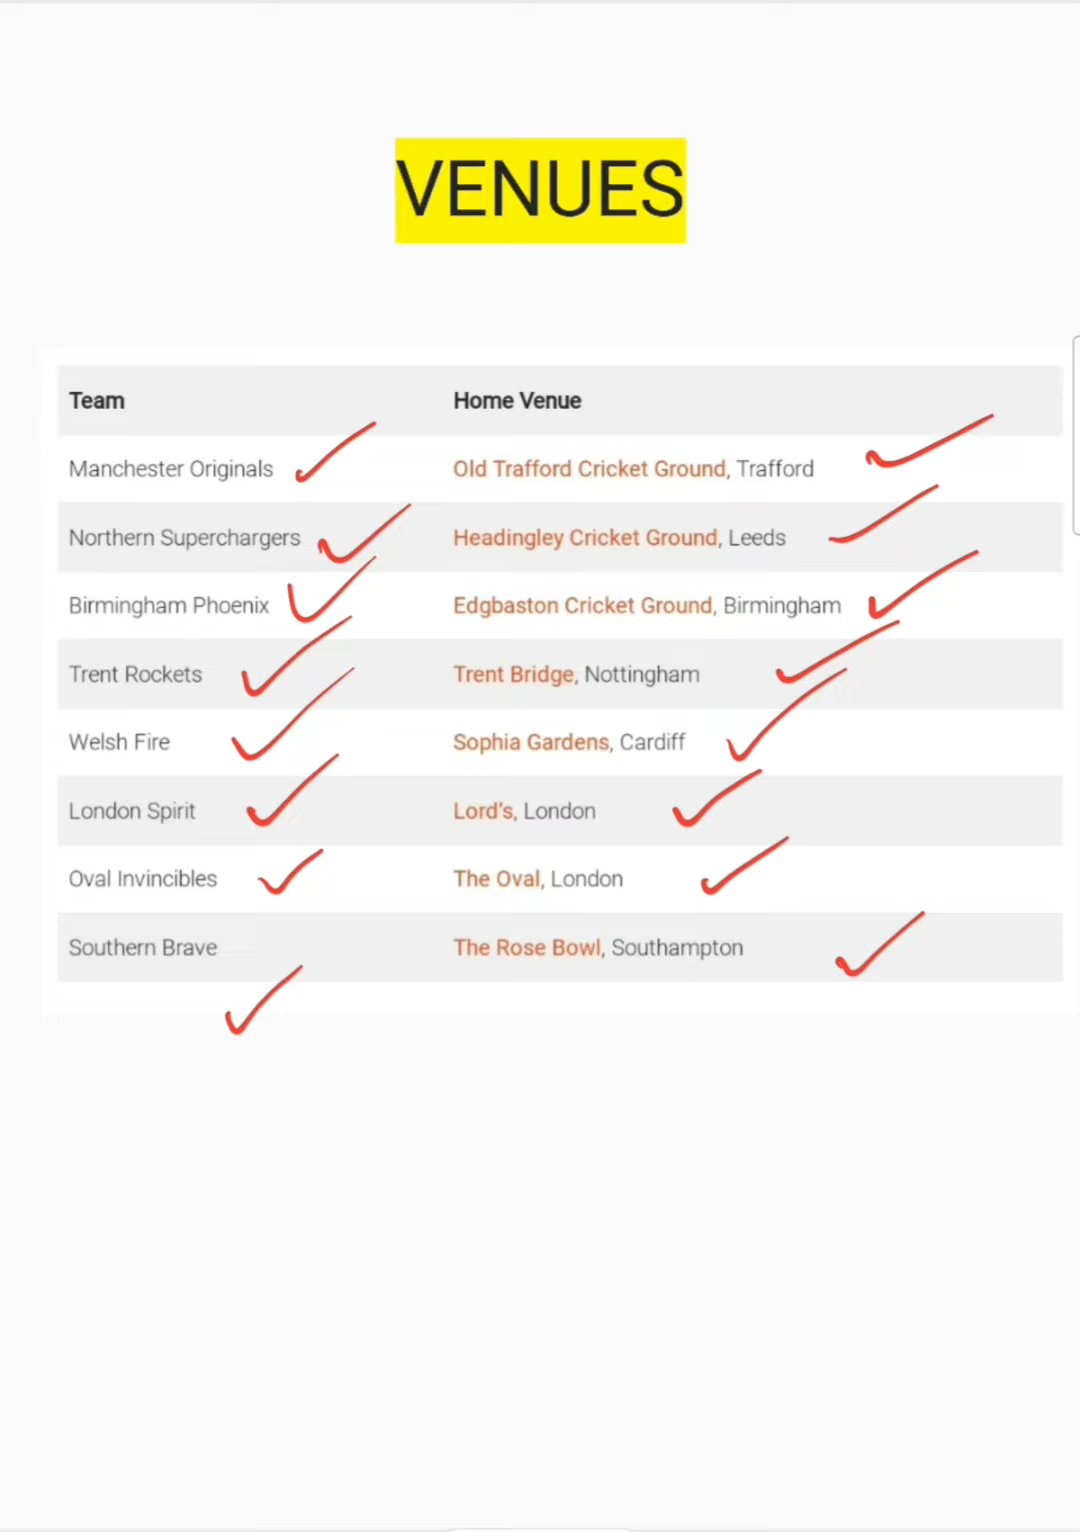 VENUES
Team Home Venue
Manchester Originals Old Trafford Cricket Ground, Trafford
Northern Superchargers Headingley Cricket Ground, Leeds
Birmingham Phoenix Edgbaston Cricket Ground, Birmingham
Trent Rockets Trent Bridge, Nottingham
Welsh Fire Sophia Gardens, Cardiff
London Spirit Lord's, London
Oval Invincibles The Oval, London
Southern Brave The Rose Bowl, Southampton